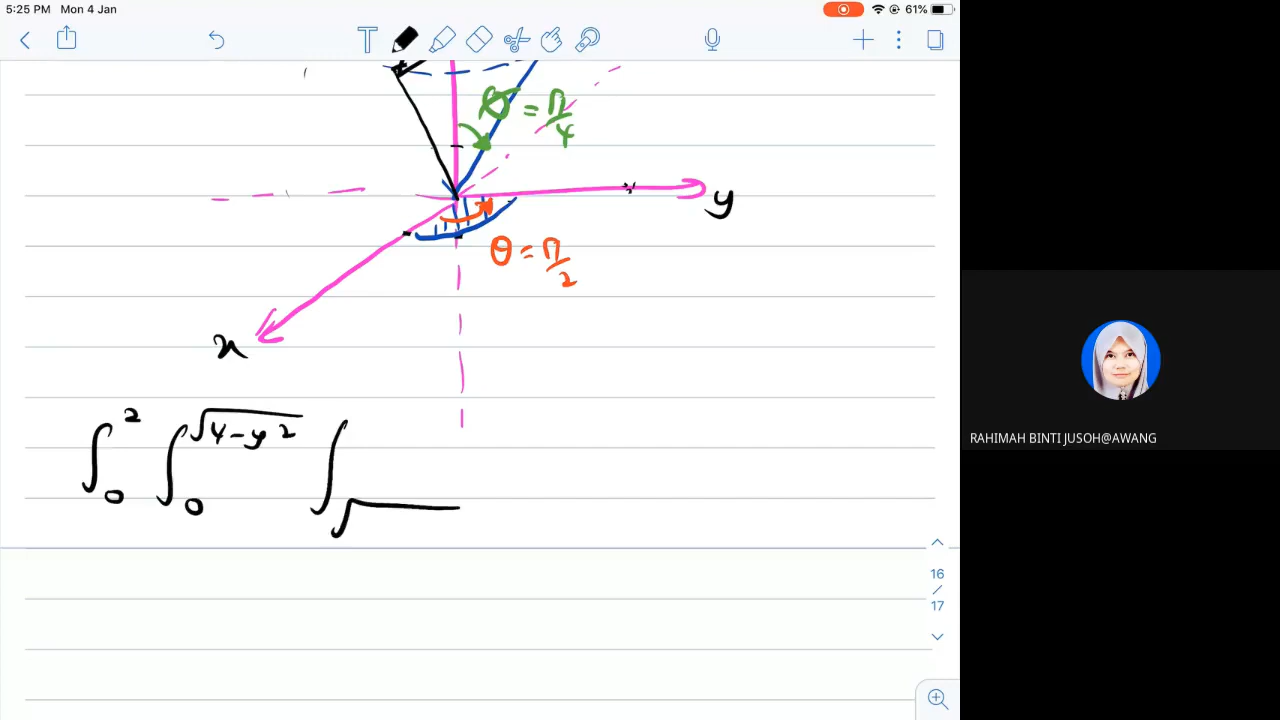 5:25 PM Mon 4 Jan
61%
T
Ø = π/4
y
θ = π/2
x
∫₀² ∫₀^√(4-y²) ∫_√
RAHIMAH BINTI JUSOH@AWANG
16
/
17